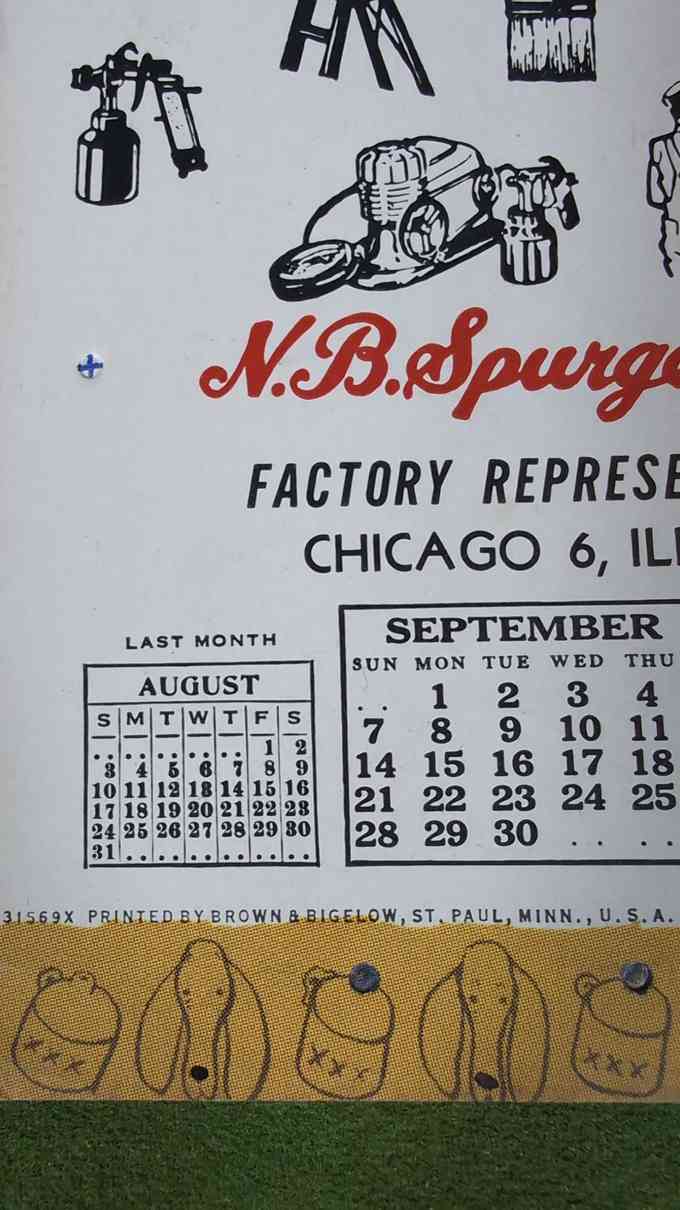 N.B. Spurge
FACTORY REPRESE
CHICAGO 6, ILL
LAST MONTH
AUGUST
S M T W T F S
. . . . . 1 2
3 4 5 6 7 8 9
10 11 12 13 14 15 16
17 18 19 20 21 22 23
24 25 26 27 28 29 30
31 . . . . . .
SEPTEMBER
SUN MON TUE WED THU
. . 1 2 3 4
7 8 9 10 11
14 15 16 17 18
21 22 23 24 25
28 29 30 . . . .
31569X PRINTED BY BROWN & BIGELOW, ST. PAUL, MINN., U.S.A.
XXX XXX XXX